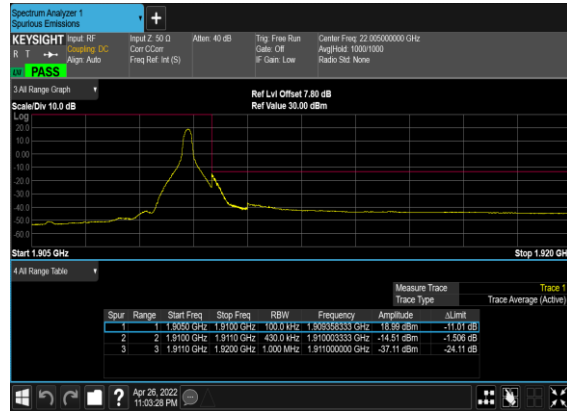 Spectrum Analyzer 1
Spurious Emissions
KEYSIGHT Input: RF Input Z: 50 Ω Atten: 40 dB Trig: Free Run Center Freq: 22.005000000 GHz
R T Coupling: DC Corr CCorr Gate: Off Avg|Hold: 1000/1000
Align: Auto Freq Ref: Int (S) IF Gain: Low Radio Std: None
PASS
3 All Range Graph
Ref Lvl Offset 7.80 dB
Scale/Div 10.0 dB Ref Value 30.00 dBm
Log
20.0
10.0
0.00
-10.0
-20.0
-30.0
-40.0
-50.0
-60.0
Start 1.905 GHz Stop 1.920 GH
4 All Range Table
Measure Trace Trace 1
Trace Type Trace Average (Active)
Spur Range Start Freq Stop Freq RBW Frequency Amplitude ΔLimit
1 1 1.9050 GHz 1.9100 GHz 100.0 kHz 1.909358333 GHz 18.99 dBm -11.01 dB
2 2 1.9100 GHz 1.9110 GHz 430.0 kHz 1.910003333 GHz -14.51 dBm -1.506 dB
3 3 1.9110 GHz 1.9200 GHz 1.000 MHz 1.911000000 GHz -37.11 dBm -24.11 dB
? Apr 26, 2022
11:03:28 PM